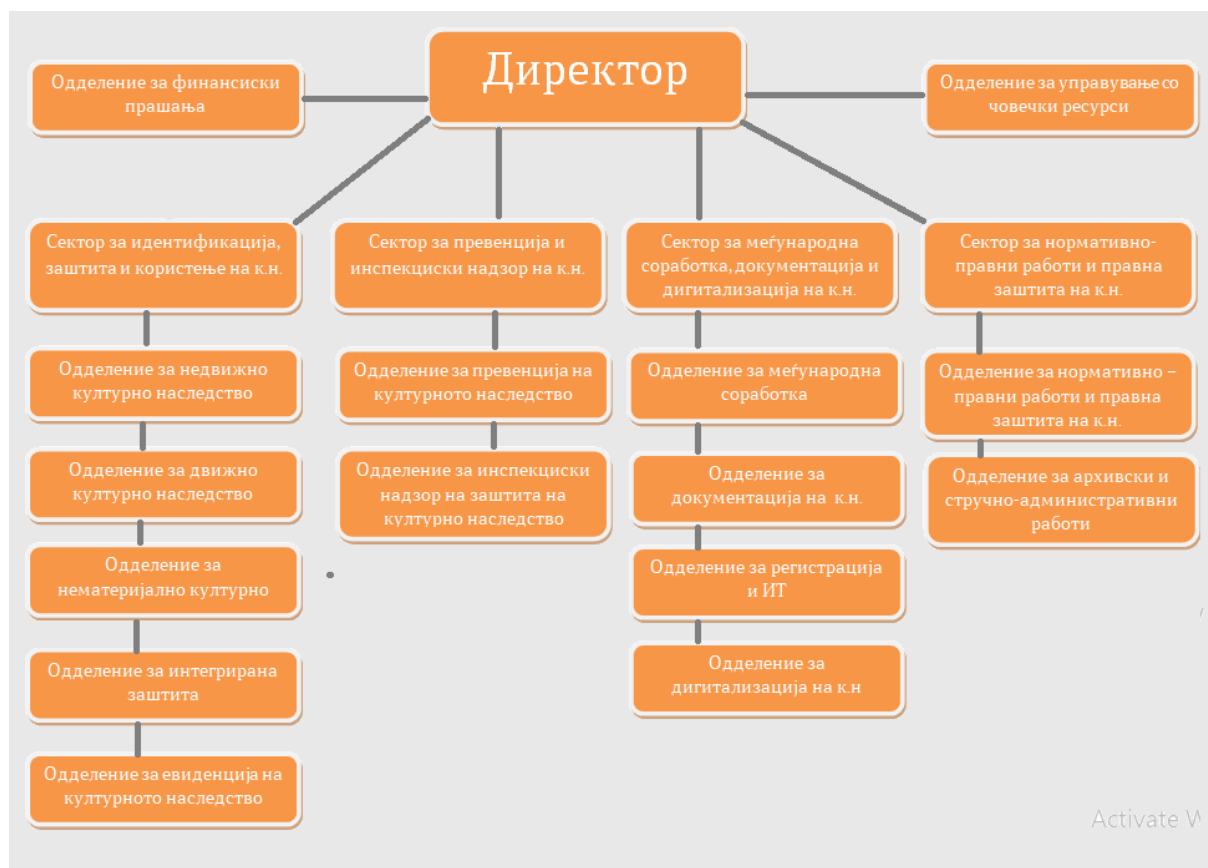 Директор
Одделение за финансиски
прашања
Одделение за управување со
човечки ресурси
Сектор за идентификација,
заштита и користење на к.н.
Одделение за недвижно
културно наследство
Одделение за движно
културно наследство
Одделение за
нематеријално културно
Одделение за интегрирана
заштита
Одделение за евиденција на
културното наследство
Сектор за превенција и
инспекциски надзор на к.н.
Одделение за превенција на
културното наследство
Одделение за инспекциски
надзор на заштита на
културно наследство
Сектор за меѓународна
соработка, документација и
дигитализација на к.н.
Одделение за меѓународна
соработка
Одделение за
документација на к.н.
Одделение за регистрација
и ИТ
Одделение за
дигитализација на к.н
Сектор за нормативно-
правни работи и правна
заштита на к.н.
Одделение за нормативно –
правни работи и правна
заштита на к.н.
Одделение за архивски и
стручно-административни
работи
Activate W